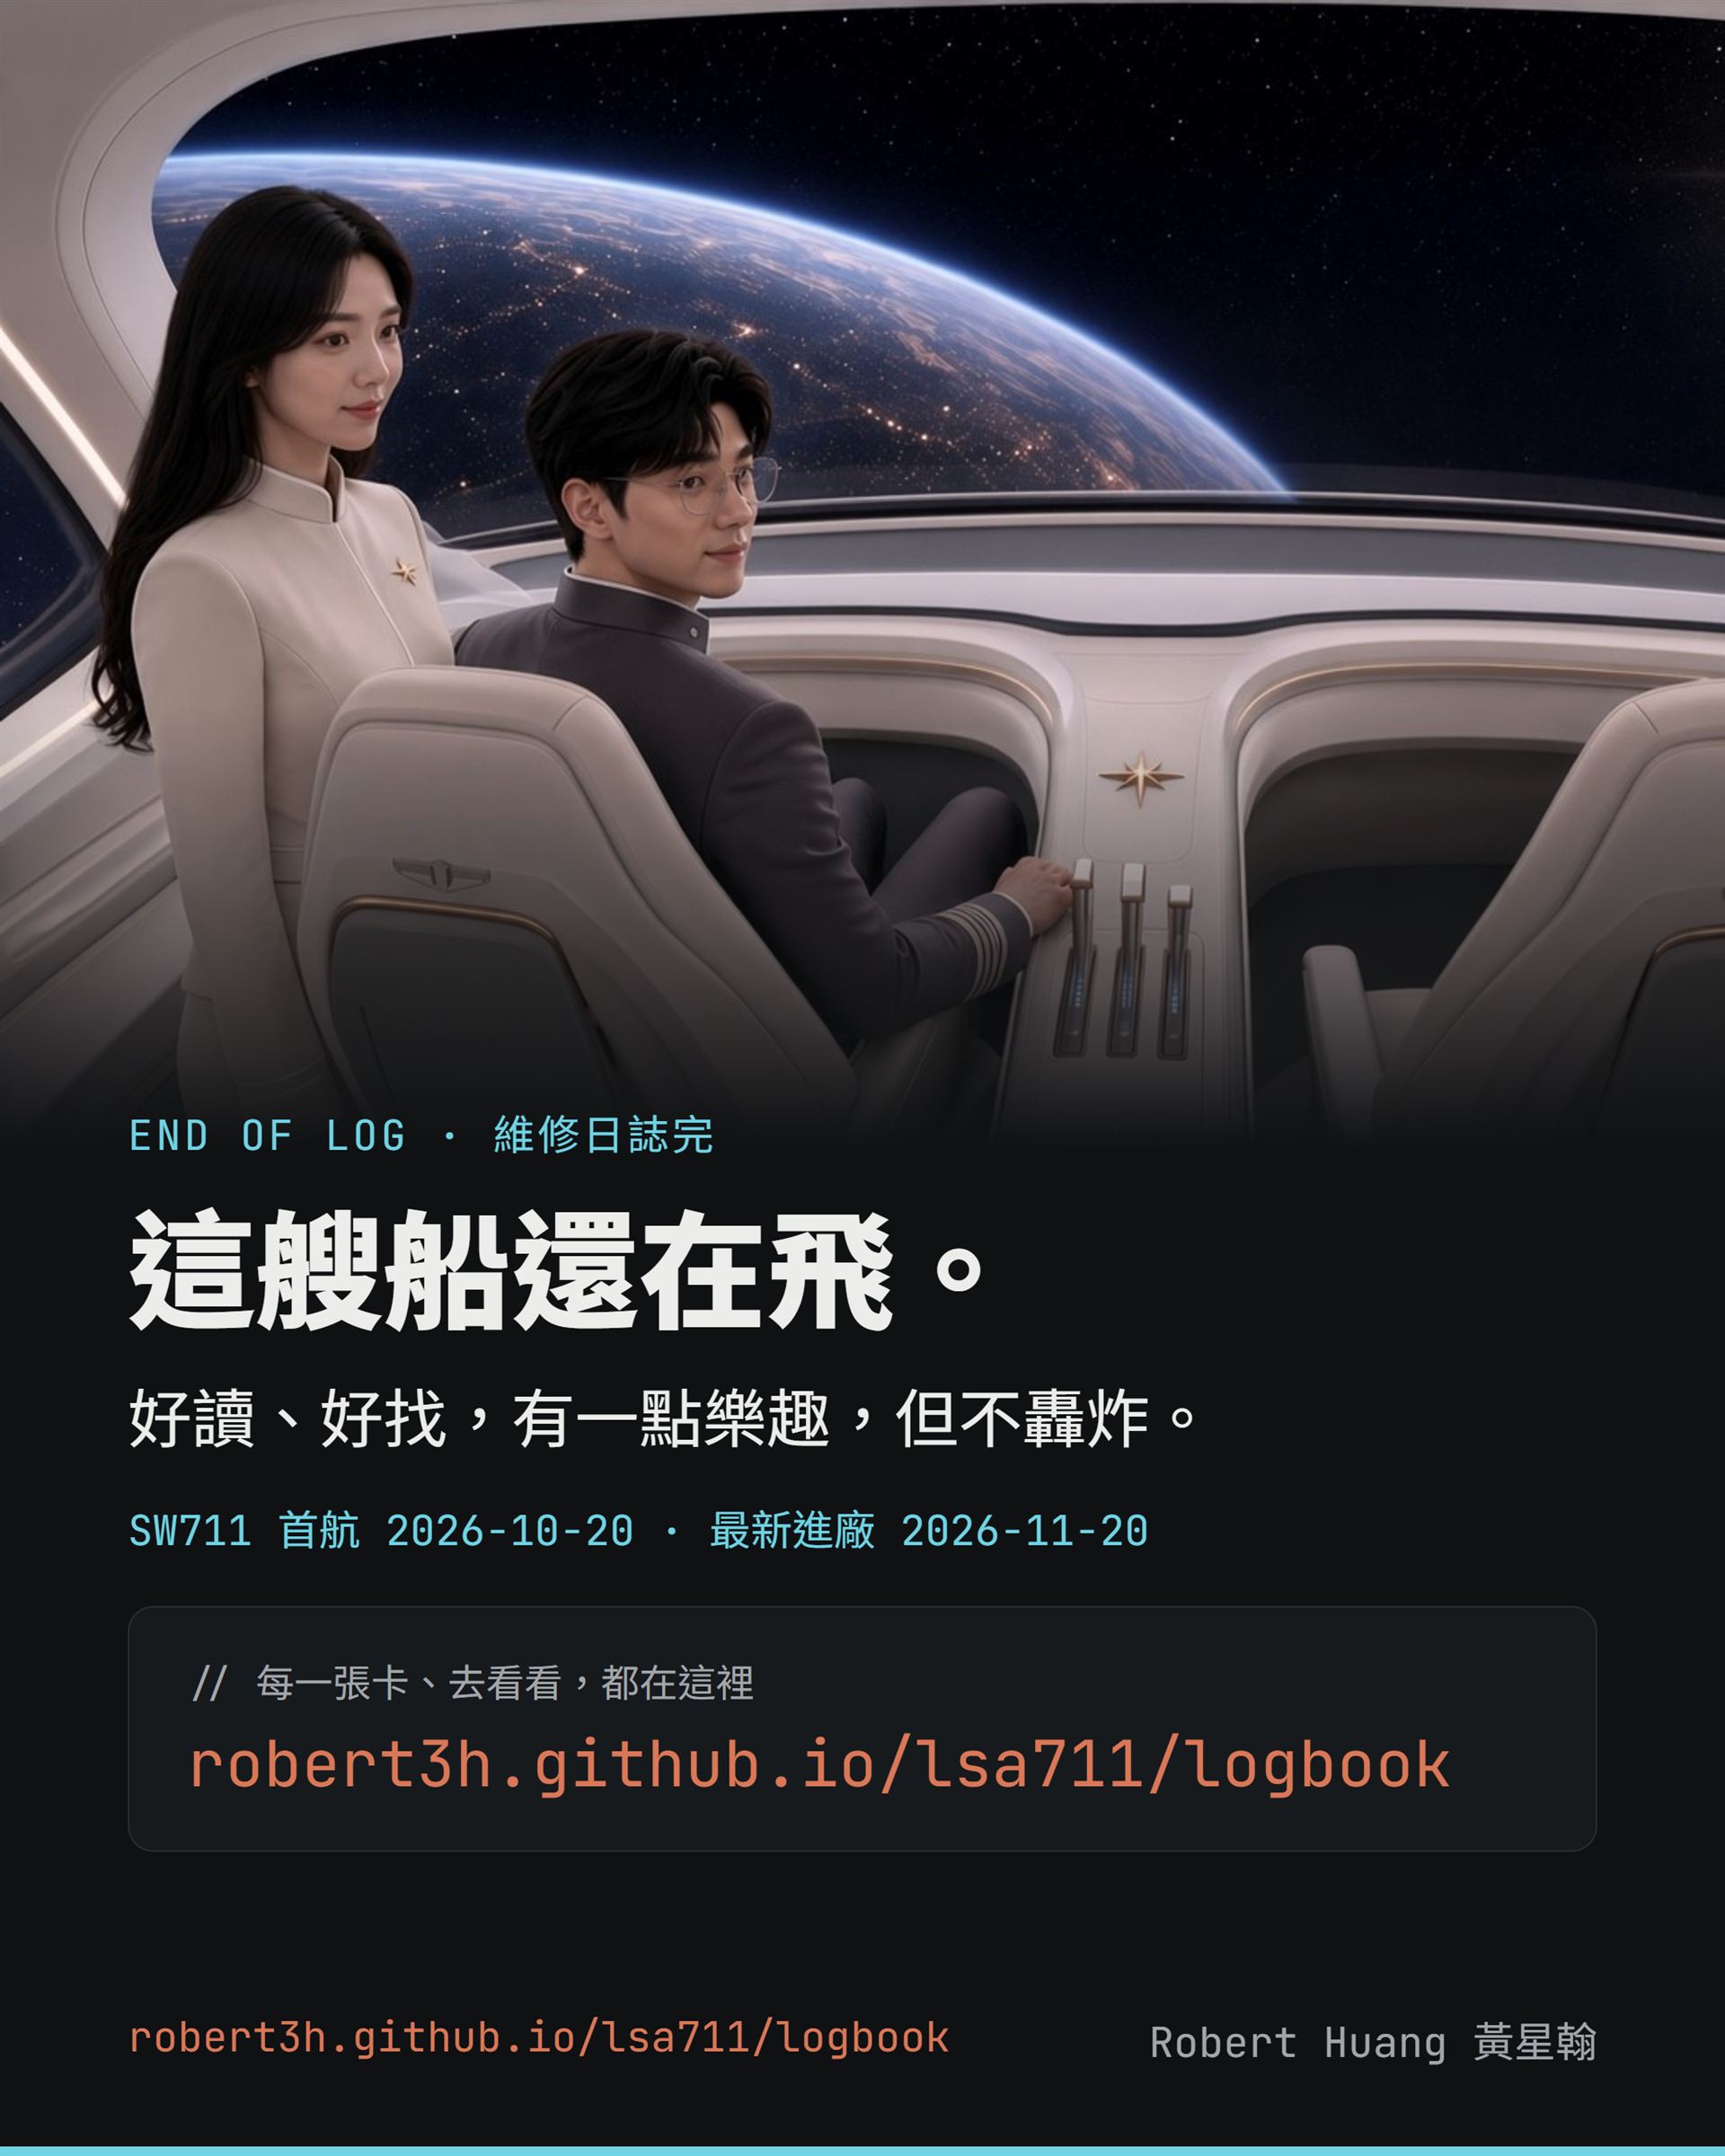 END OF LOG · 維修日誌完
這艘船還在飛。
好讀、好找，有一點樂趣，但不轟炸。
SW711 首航 2026-10-20 · 最新進廠 2026-11-20
// 每一張卡、去看看，都在這裡
robert3h.github.io/lsa711/logbook
robert3h.github.io/lsa711/logbook
Robert Huang 黃星翰